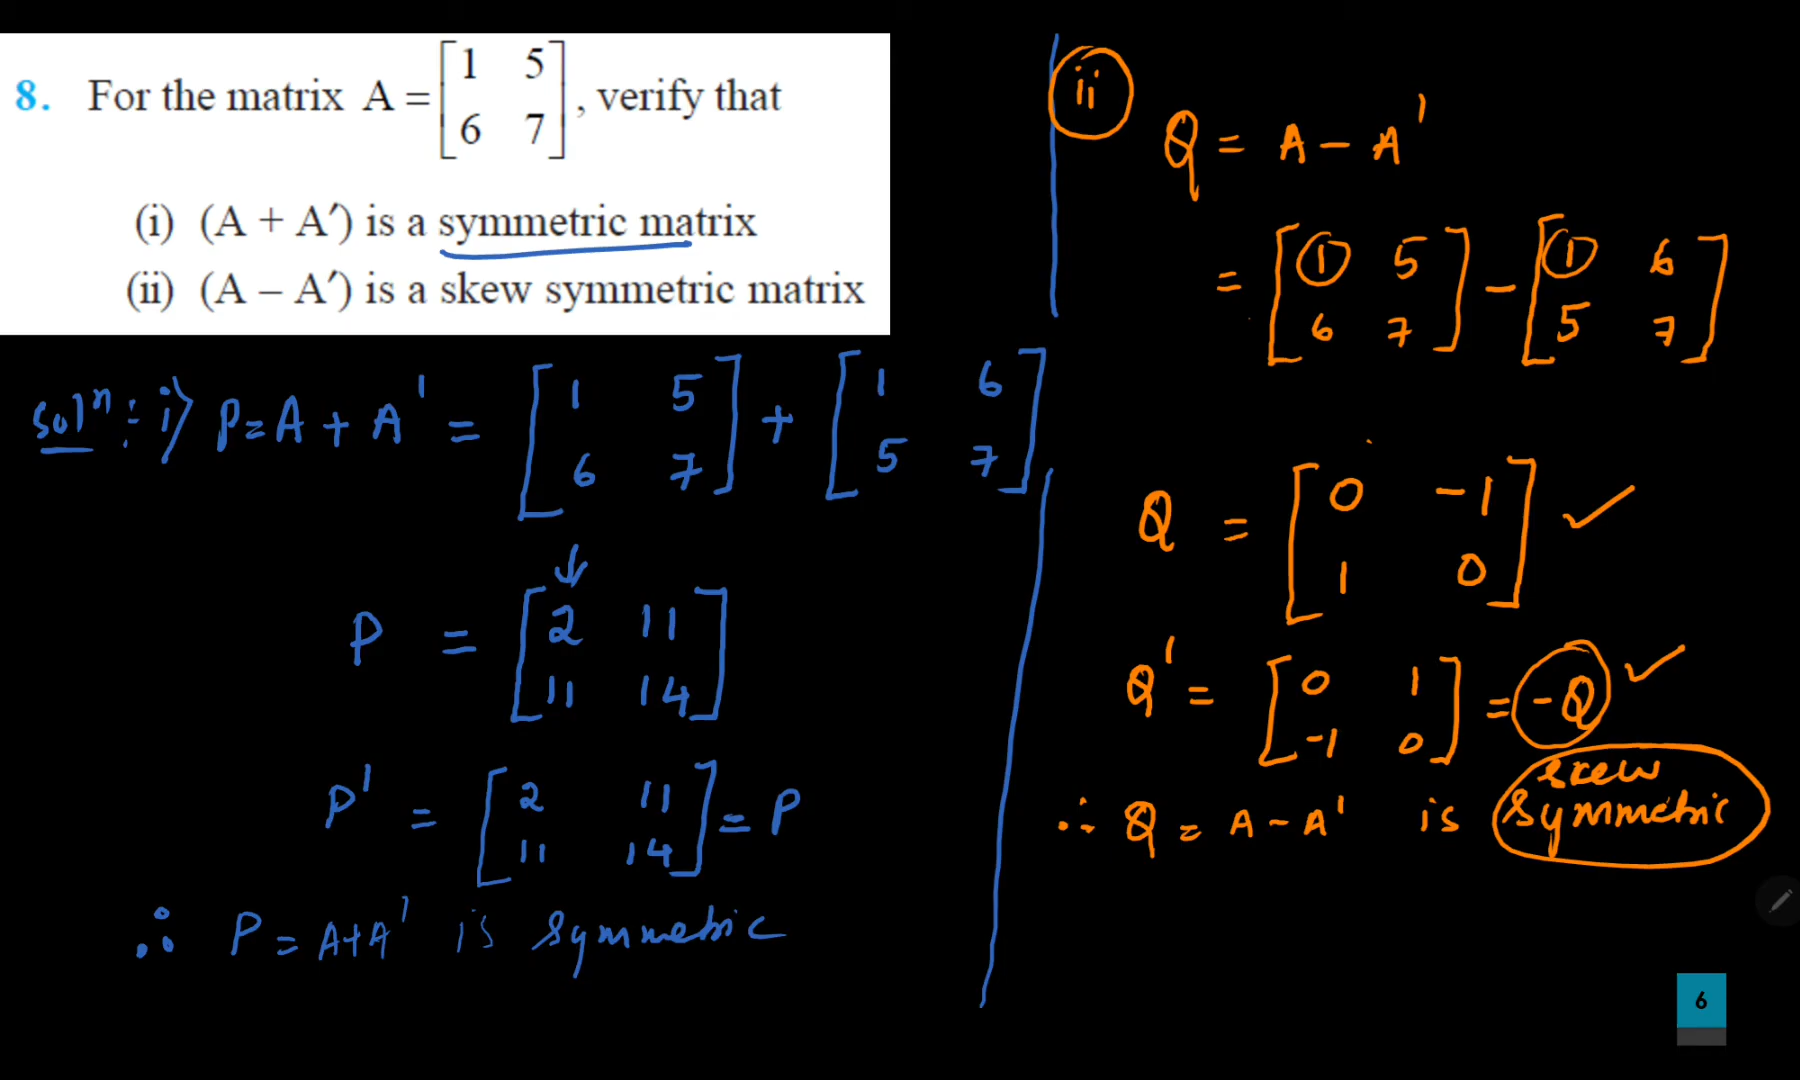 8. For the matrix A = [1 5
6 7], verify that
(i) (A + A′) is a symmetric matrix
(ii) (A – A′) is a skew symmetric matrix
Solⁿ : i) P = A + A' = [1 5
6 7] + [1 6
5 7]
P = [2 11
11 14]
P' = [2 11
11 14] = P
∴ P = A+A' is symmetric
ii
Q = A - A'
= [1 5
6 7] - [1 6
5 7]
Q = [0 -1
1 0] ✓
Q' = [0 1
-1 0] = -Q ✓
∴ Q = A - A' is skew
symmetric
6